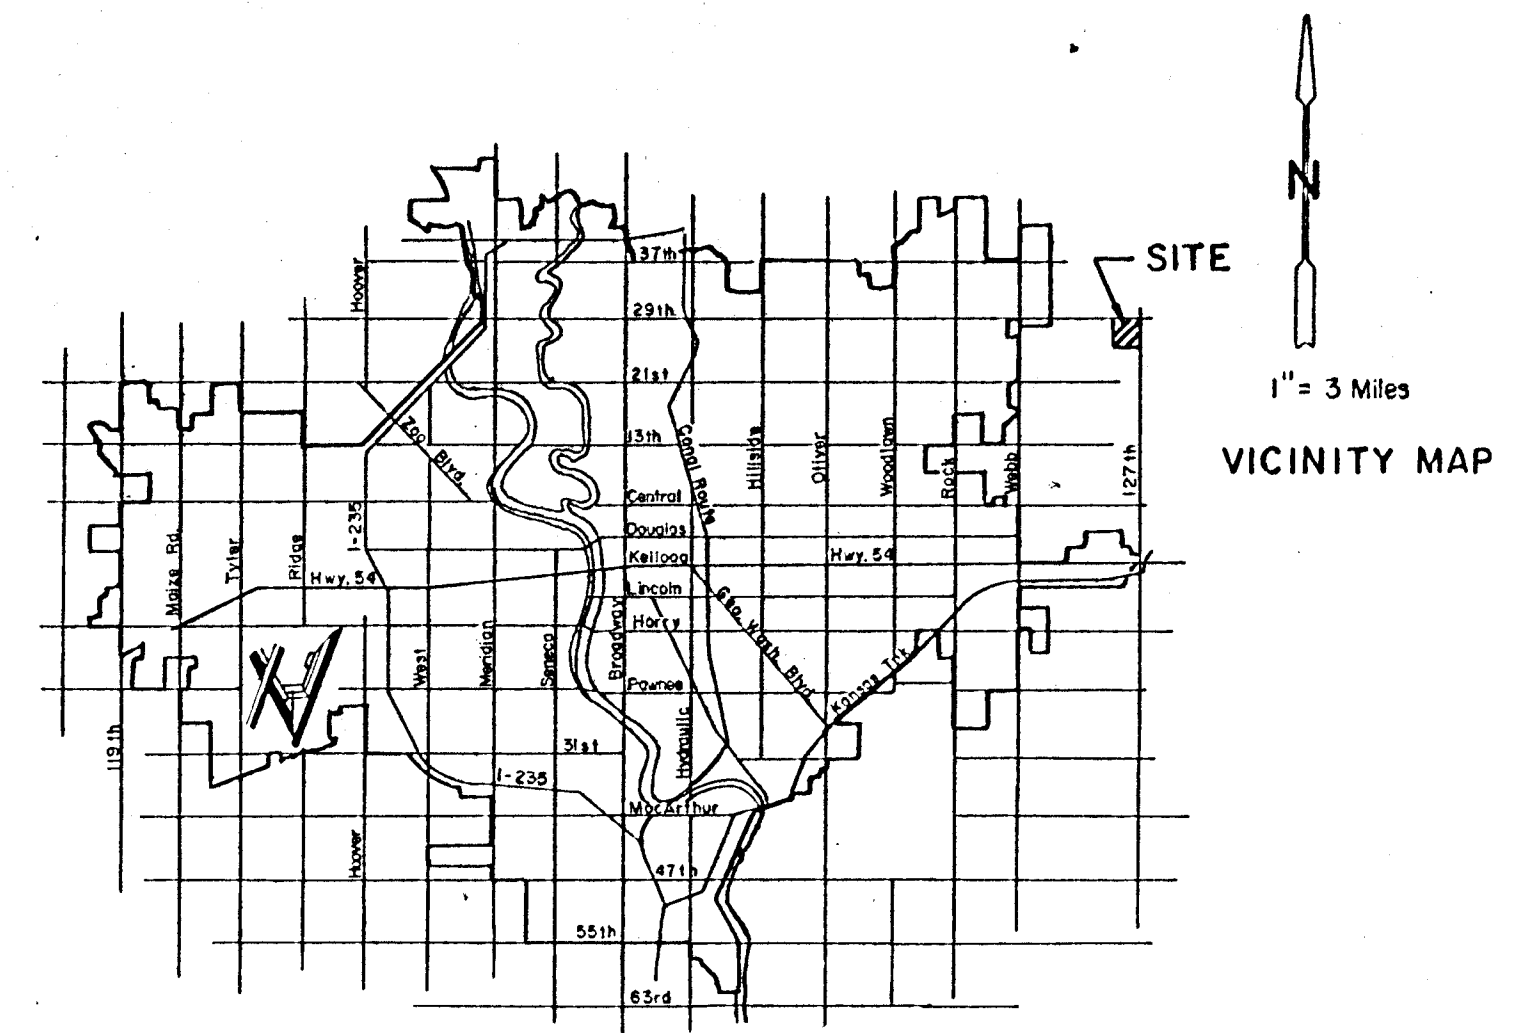 N
SITE
1" = 3 Miles
VICINITY MAP
37th
Hoover
29th
21st
Zoo Blvd.
13th
Canal Route
Hillside
Oliver
Woodlawn
Rock
Webb
127th
Central
I-235
Douglas
Maize Rd.
Tyler
Ridge
Hwy. 54
Kellogg
Hwy. 54
Lincoln
Geo. Wash. Blvd
Harry
Broadway
West
Meridian
Seneca
Pawnee
Kansas Tnk
119th
Hydraulic
31st
I-235
MacArthur
Hoover
47th
55th
63rd